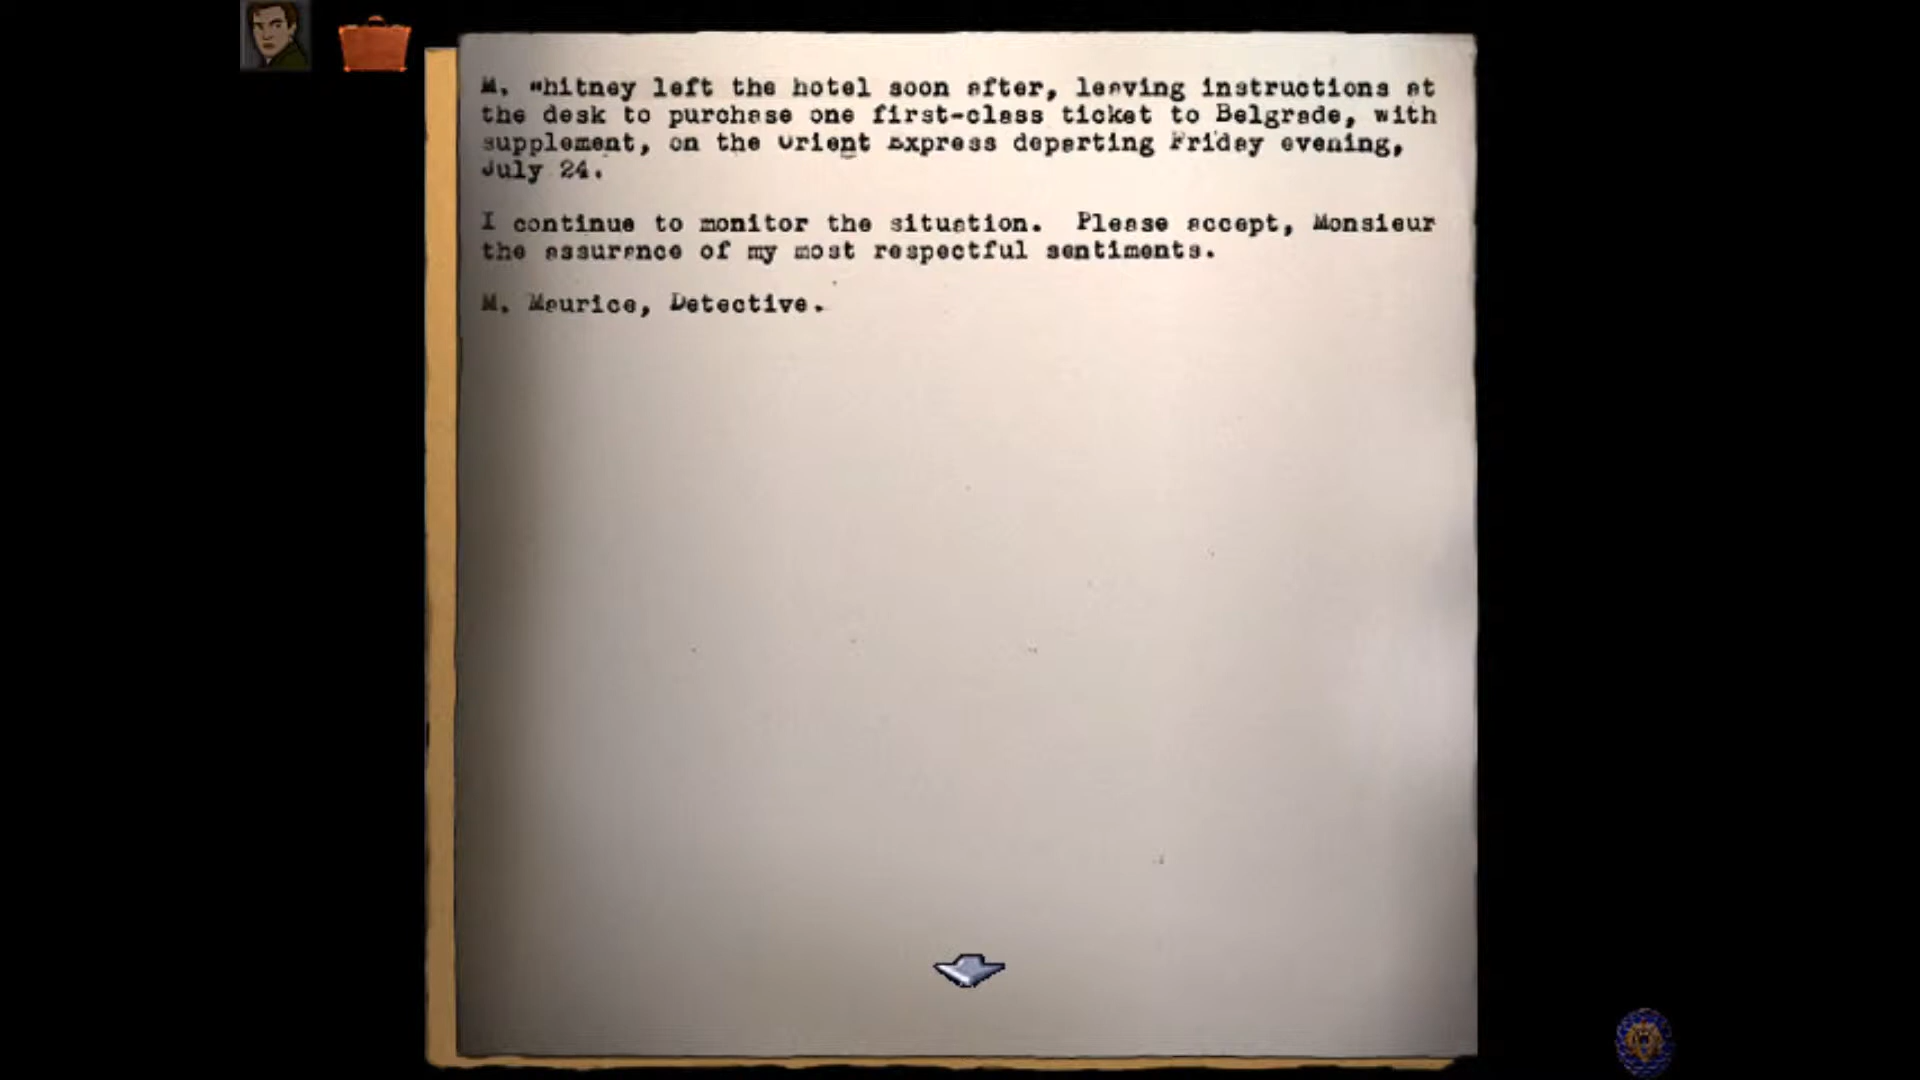 M. Whitney left the hotel soon after, leaving instructions at
the desk to purchase one first-class ticket to Belgrade, with
supplement, on the Orient Express departing Friday evening,
July 24.
I continue to monitor the situation. Please accept, Monsieur
the assurance of my most respectful sentiments.
M. Maurice, Detective.